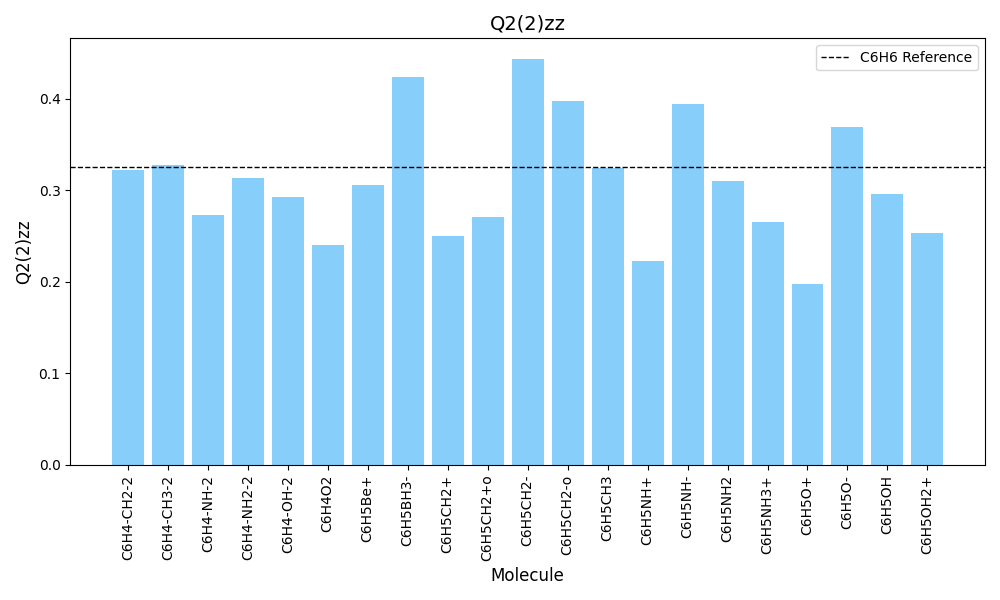 Q2(2)zz
C6H6 Reference
Q2(2)zz
0.4
0.3
0.2
0.1
0.0
C6H4-CH2-2
C6H4-CH3-2
C6H4-NH-2
C6H4-NH2-2
C6H4-OH-2
C6H4O2
C6H5Be+
C6H5BH3-
C6H5CH2+
C6H5CH2+o
C6H5CH2-
C6H5CH2-o
C6H5CH3
C6H5NH+
C6H5NH-
C6H5NH2
C6H5NH3+
C6H5O+
C6H5O-
C6H5OH
C6H5OH2+
Molecule